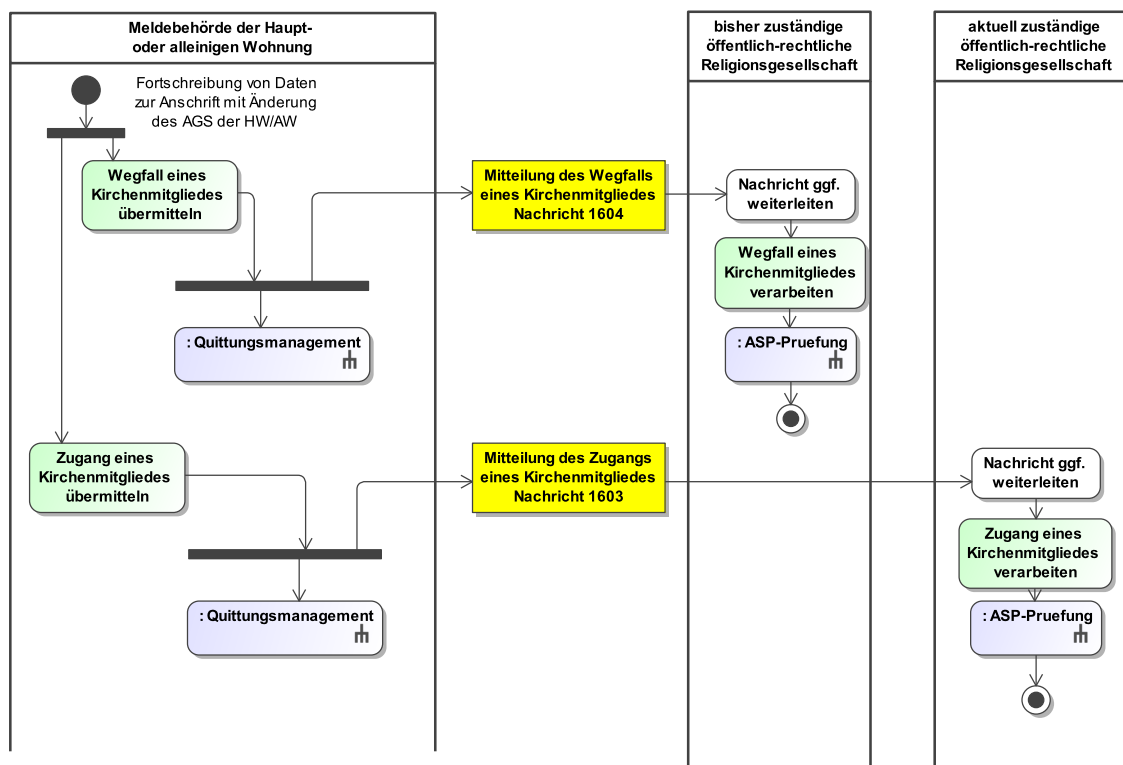 Meldebehörde der Haupt-
oder alleinigen Wohnung
bisher zuständige
öffentlich-rechtliche
Religionsgesellschaft
aktuell zuständige
öffentlich-rechtliche
Religionsgesellschaft
Fortschreibung von Daten
zur Anschrift mit Änderung
des AGS der HW/AW
Wegfall eines
Kirchenmitgliedes
übermitteln
Mitteilung des Wegfalls
eines Kirchenmitgliedes
Nachricht 1604
Nachricht ggf.
weiterleiten
Wegfall eines
Kirchenmitgliedes
verarbeiten
: Quittungsmanagement
: ASP-Pruefung
Zugang eines
Kirchenmitgliedes
übermitteln
Mitteilung des Zugangs
eines Kirchenmitgliedes
Nachricht 1603
Nachricht ggf.
weiterleiten
Zugang eines
Kirchenmitgliedes
verarbeiten
: Quittungsmanagement
: ASP-Pruefung